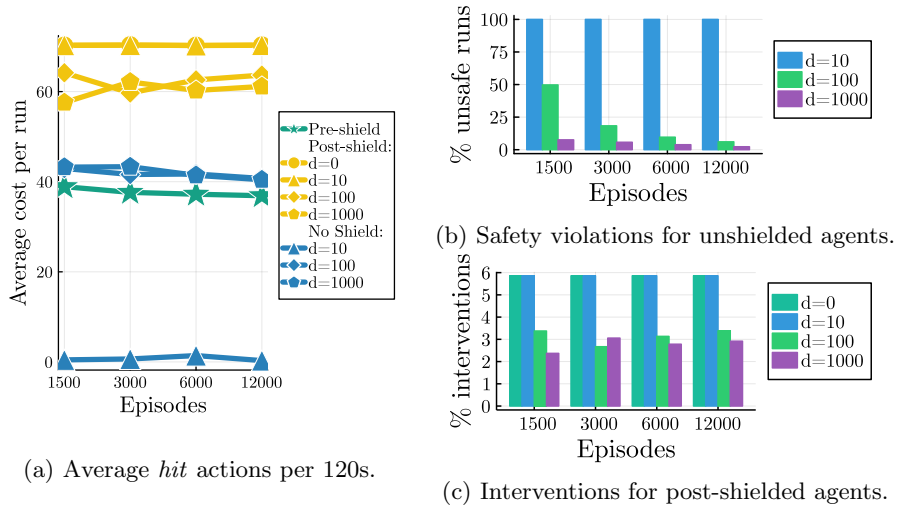 Average cost per run
60
40
20
0
1500
3000
6000
12000
Episodes
Pre-shield
Post-shield:
d=0
d=10
d=100
d=1000
No Shield:
d=10
d=100
d=1000
(a) Average hit actions per 120s.
% unsafe runs
100
75
50
25
0
1500
3000
6000
12000
Episodes
d=10
d=100
d=1000
(b) Safety violations for unshielded agents.
% interventions
6
5
4
3
2
1
0
1500
3000
6000
12000
Episodes
d=0
d=10
d=100
d=1000
(c) Interventions for post-shielded agents.